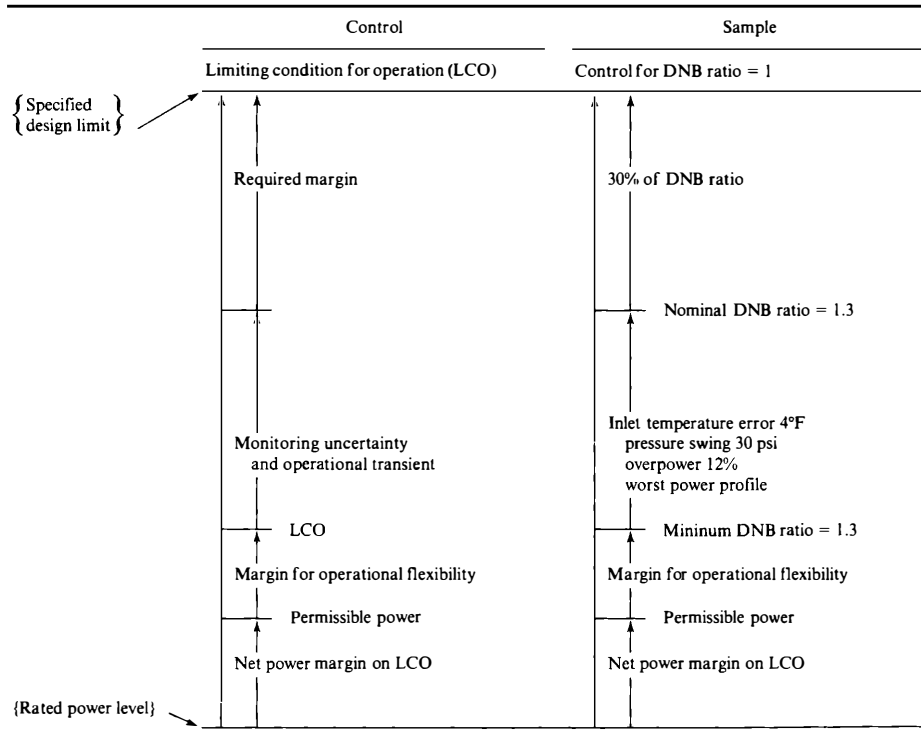 Control
Sample
Limiting condition for operation (LCO)
Control for DNB ratio = 1
{Specified
design limit}
Required margin
30% of DNB ratio
Nominal DNB ratio = 1.3
Monitoring uncertainty
and operational transient
Inlet temperature error 4°F
pressure swing 30 psi
overpower 12%
worst power profile
LCO
Mininum DNB ratio = 1.3
Margin for operational flexibility
Margin for operational flexibility
Permissible power
Permissible power
Net power margin on LCO
Net power margin on LCO
{Rated power level}